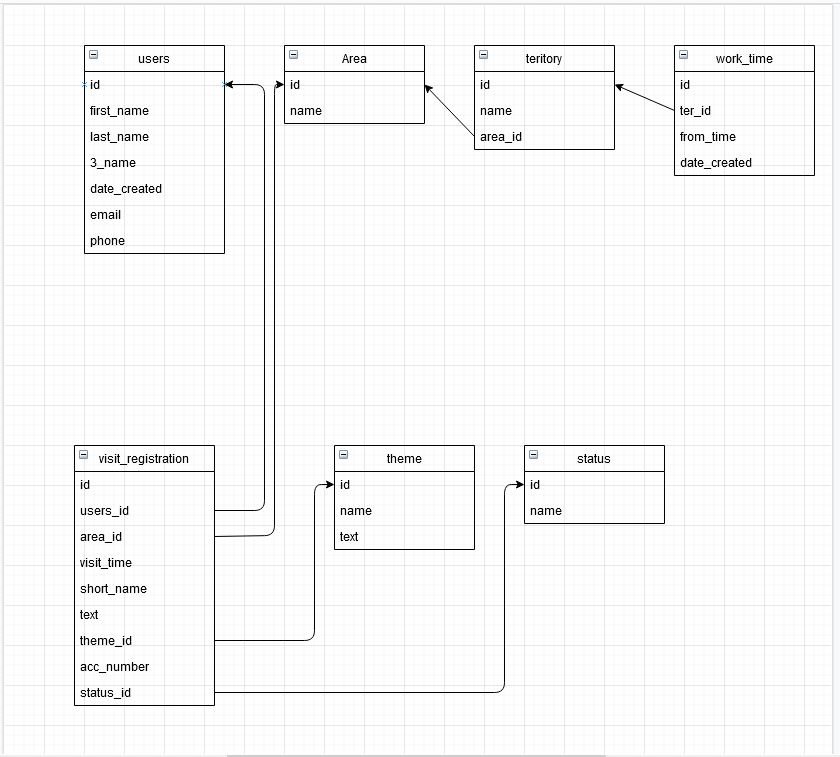 users
id
first_name
last_name
3_name
date_created
email
phone
Area
id
name
teritory
id
name
area_id
work_time
id
ter_id
from_time
date_created
visit_registration
id
users_id
area_id
visit_time
short_name
text
theme_id
acc_number
status_id
theme
id
name
text
status
id
name